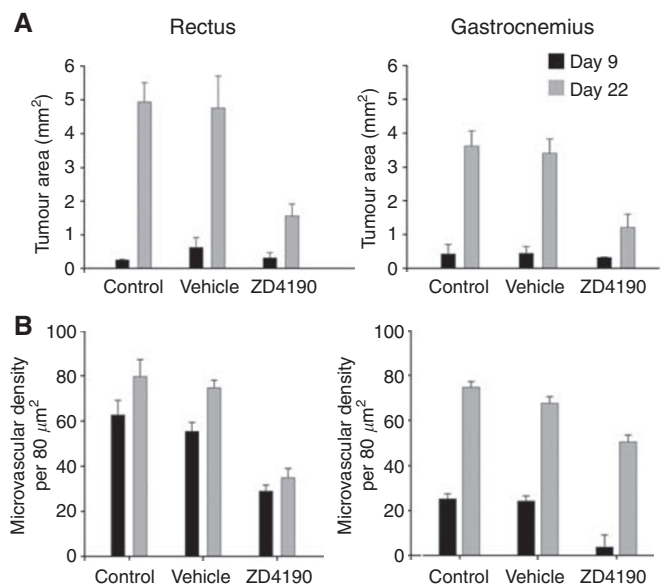 A
Rectus
Gastrocnemius
Day 9
Day 22
Tumour area (mm²)
6
5
4
3
2
1
0
Control Vehicle ZD4190
Tumour area (mm²)
6
5
4
3
2
1
0
Control Vehicle ZD4190
B
Microvascular density
per 80 μm²
100
80
60
40
20
0
Control Vehicle ZD4190
Microvascular density
per 80 μm²
100
80
60
40
20
0
Control Vehicle ZD4190